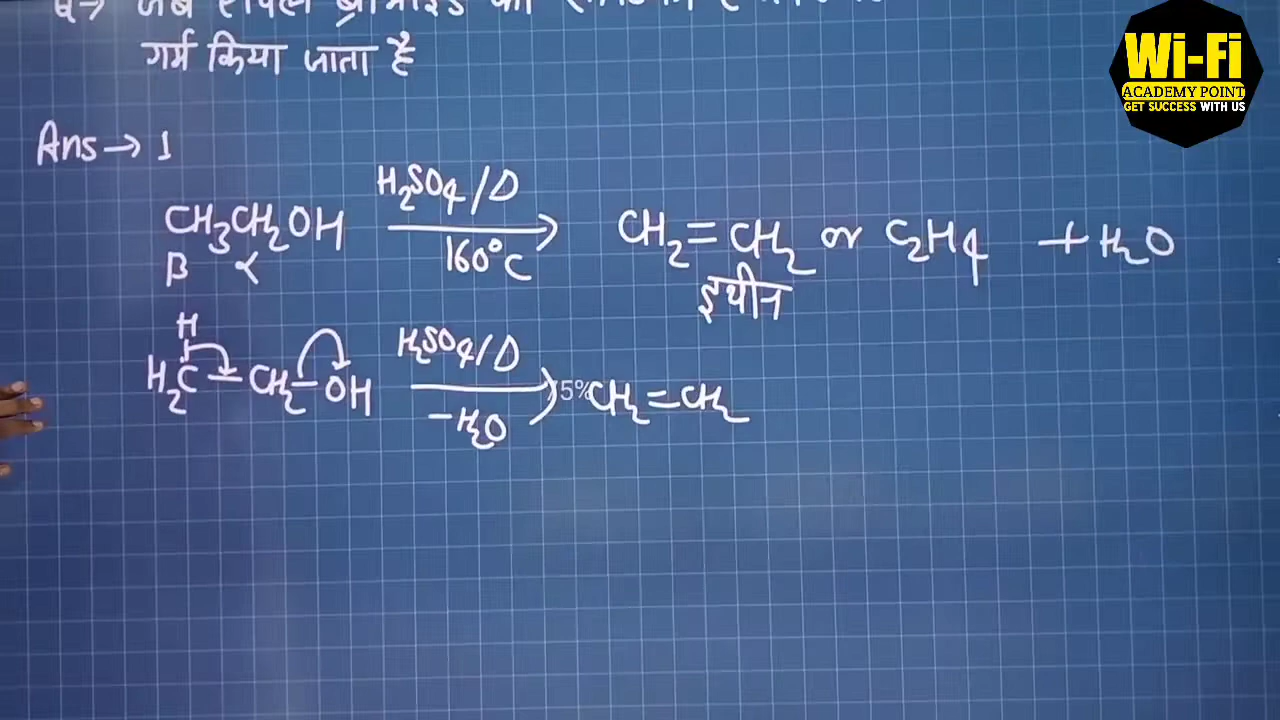 गर्म किया जाता है
Wi-Fi
ACADEMY POINT
GET SUCCESS WITH US
Ans → 1
CH₃CH₂OH H₂SO₄/Δ 160°C CH₂=CH₂ or C₂H₄ + H₂O
β α
इथीन
H
H₂C – CH₂ – OH H₂SO₄/Δ –H₂O 5% CH₂=CH₂